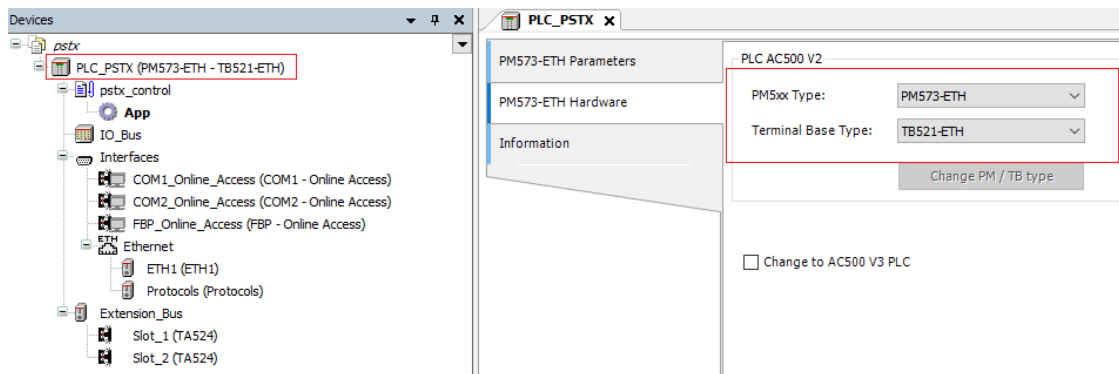 Devices
pstx
PLC_PSTX (PM573-ETH - TB521-ETH)
pstx_control
App
IO_Bus
Interfaces
COM1_Online_Access (COM1 - Online Access)
COM2_Online_Access (COM2 - Online Access)
FBP_Online_Access (FBP - Online Access)
ETH
Ethernet
ETH1 (ETH1)
Protocols (Protocols)
Extension_Bus
Slot_1 (TA524)
Slot_2 (TA524)
PLC_PSTX
PM573-ETH Parameters
PM573-ETH Hardware
Information
PLC AC500 V2
PM5xx Type: PM573-ETH
Terminal Base Type: TB521-ETH
Change PM / TB type
Change to AC500 V3 PLC